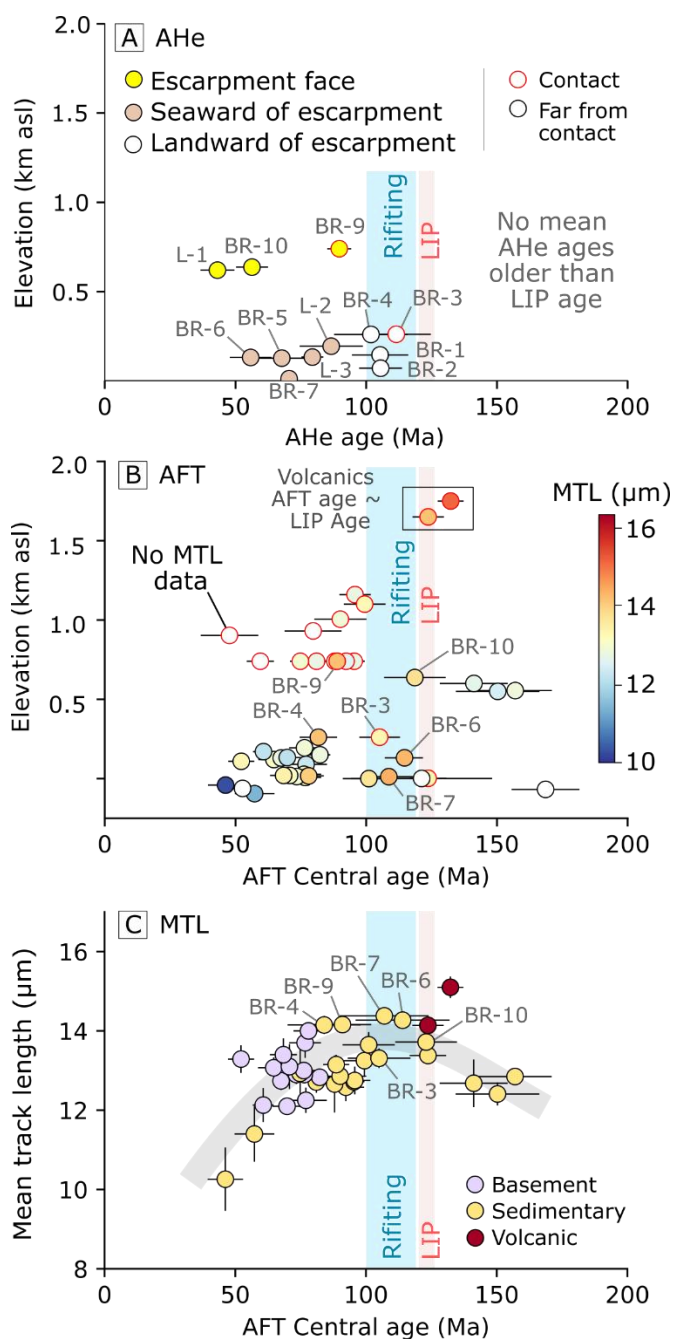 A AHe
Escarpment face
Seaward of escarpment
Landward of escarpment
Contact
Far from
contact
2.0
1.5
1.0
0.5
Elevation (km asl)
Rifiting
LIP
No mean
AHe ages
older than
LIP age
BR-9
L-1
BR-10
BR-4
BR-3
L-2
BR-5
BR-6
BR-1
L-3
BR-2
BR-7
0
50
100
150
200
AHe age (Ma)
B AFT
Volcanics
AFT age ~
LIP Age
MTL (μm)
16
14
12
10
2.0
1.5
1.0
0.5
Elevation (km asl)
No MTL
data
Rifiting
LIP
BR-10
BR-9
BR-4
BR-3
BR-6
BR-7
0
50
100
150
200
AFT Central age (Ma)
C MTL
16
14
12
10
8
Mean track length (μm)
BR-7
BR-9
BR-6
BR-4
BR-10
BR-3
Rifiting
LIP
Basement
Sedimentary
Volcanic
0
50
100
150
200
AFT Central age (Ma)